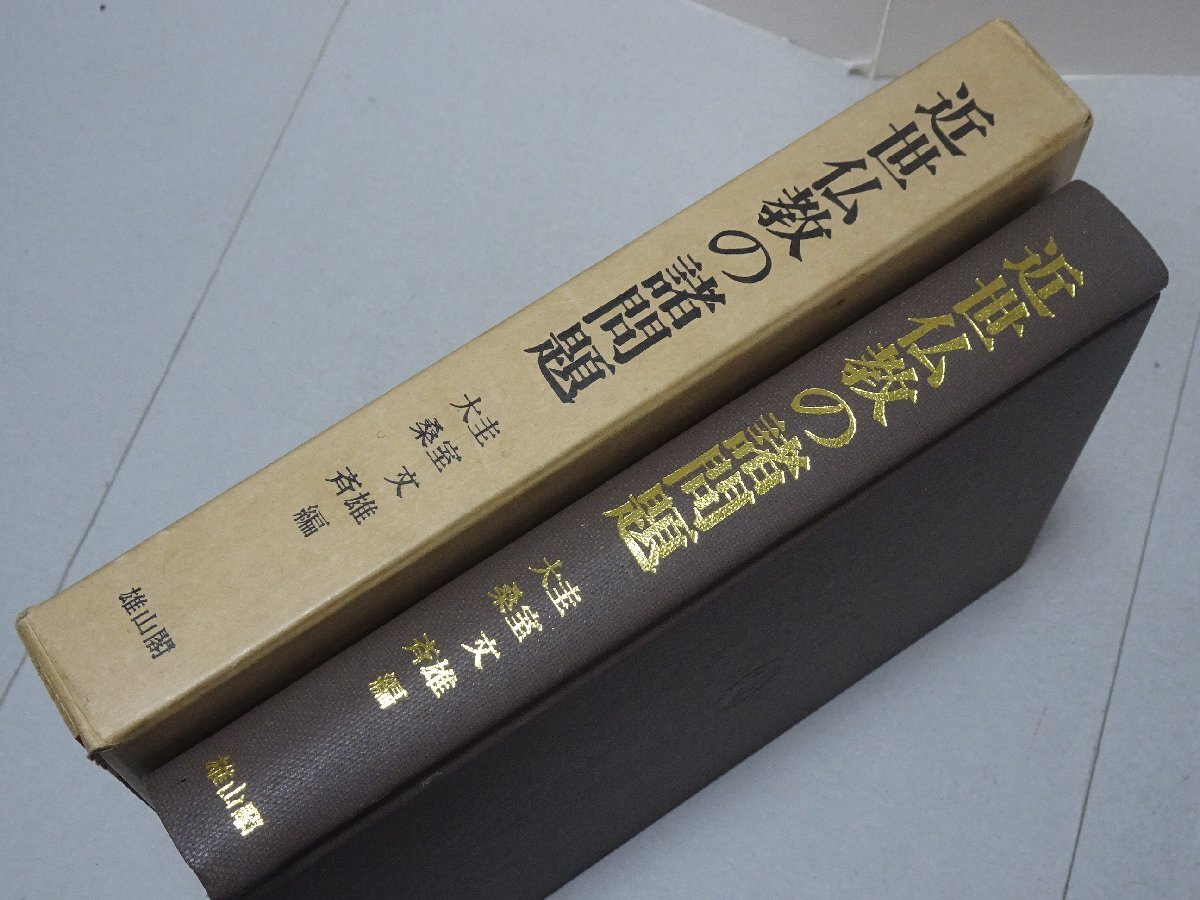 近世仏教の諸問題
圭室文雄
大桑斉
編
雄山閣
近世仏教の諸問題
圭室文雄
大桑斉
編
雄山閣